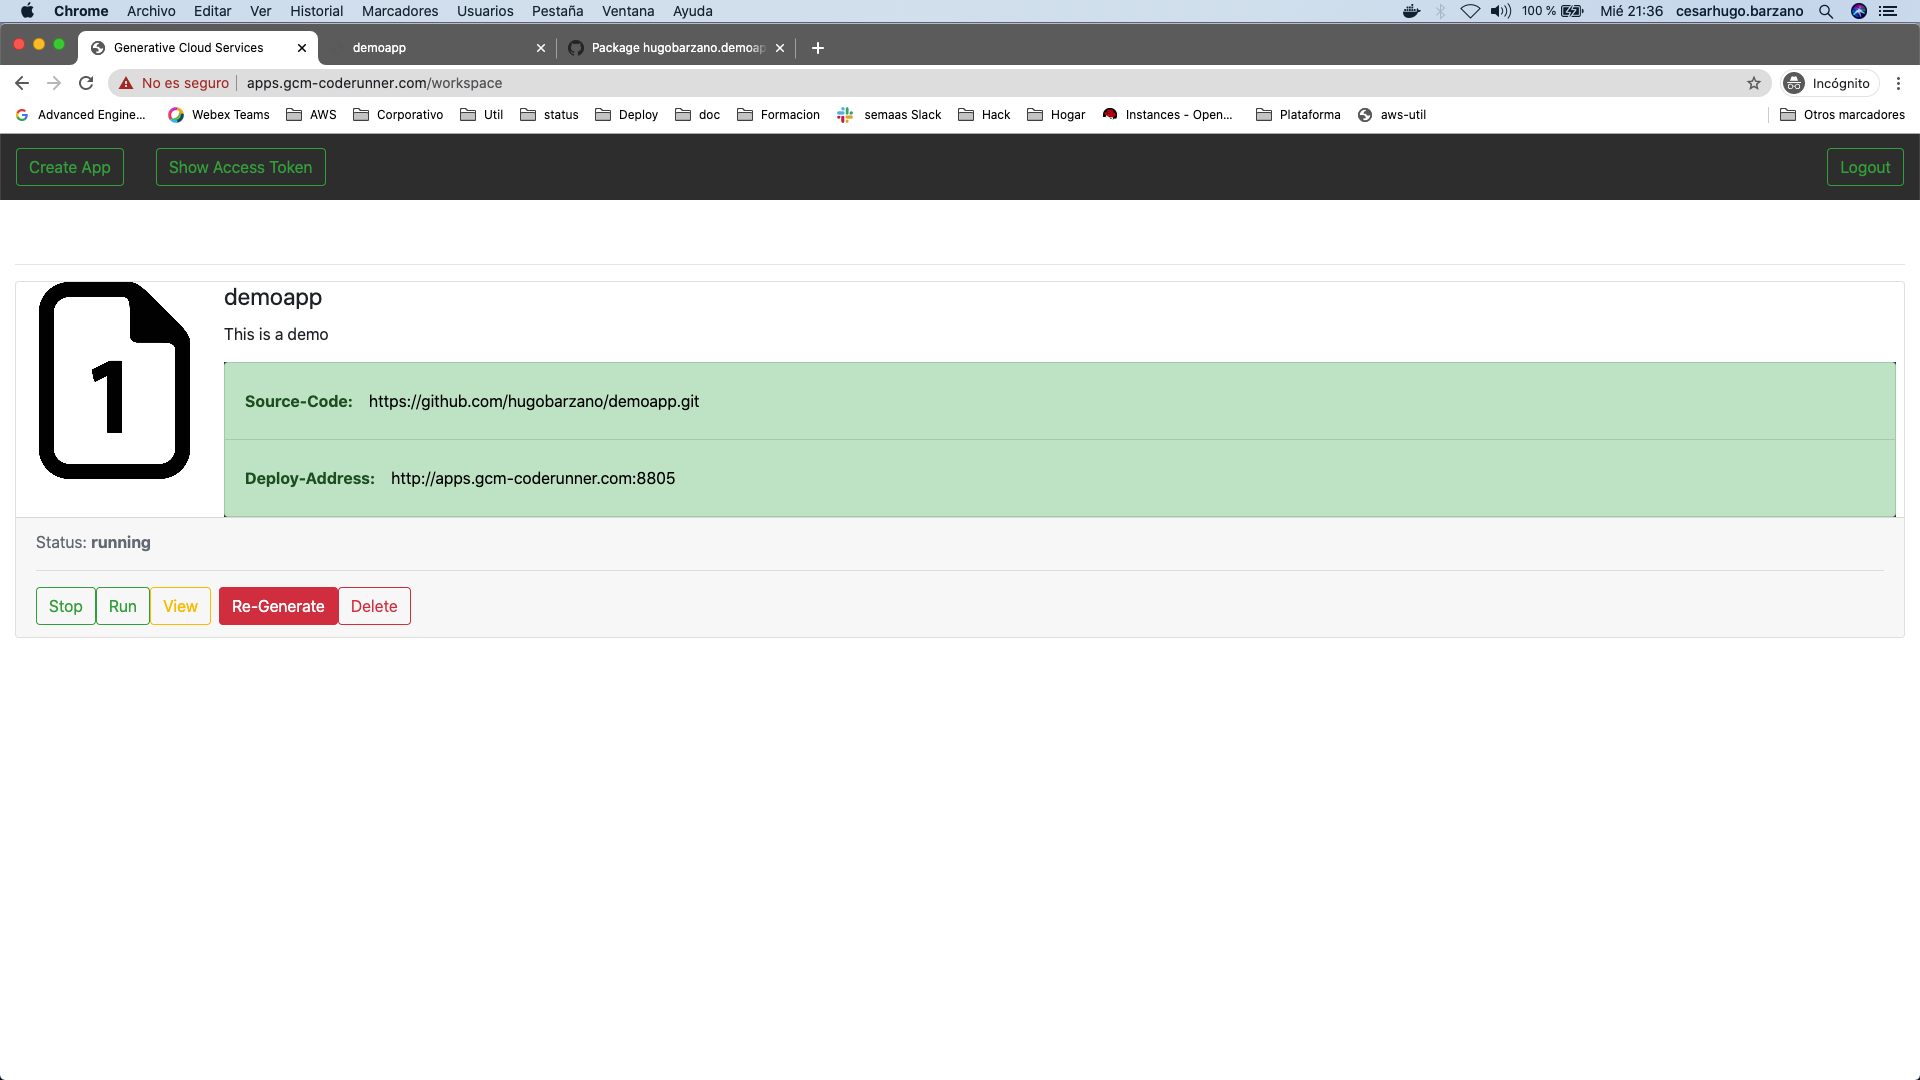 Chrome Archivo Editar Ver Historial Marcadores Usuarios Pestaña Ventana Ayuda 100 % Mié 21:36 cesarhugo.barzano
Generative Cloud Services demoapp Package hugobarzano.demoap
No es seguro apps.gcm-coderunner.com/workspace Incógnito
Advanced Engine... Webex Teams AWS Corporativo Util status Deploy doc Formacion semaas Slack Hack Hogar Instances - Open... Plataforma aws-util Otros marcadores
Create App Show Access Token Logout
1
demoapp
This is a demo
Source-Code: https://github.com/hugobarzano/demoapp.git
Deploy-Address: http://apps.gcm-coderunner.com:8805
Status: running
Stop Run View Re-Generate Delete